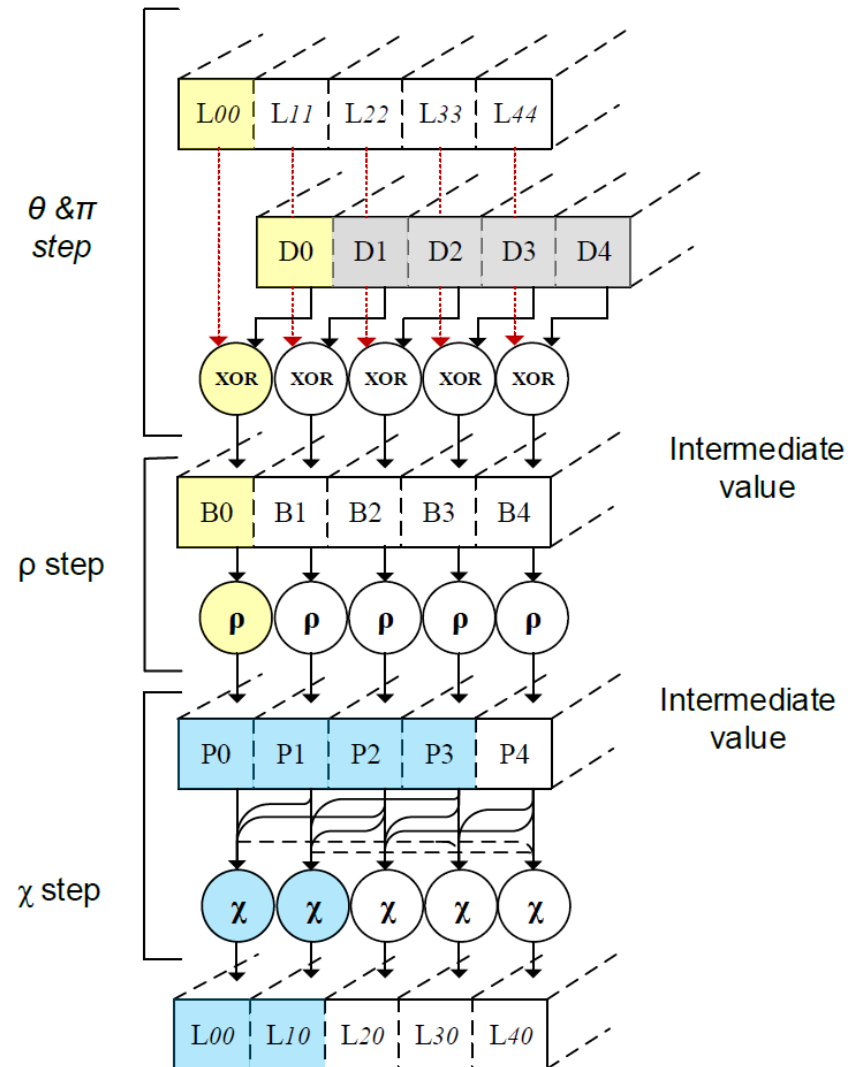 L00 L11 L22 L33 L44
θ &π
step
D0 D1 D2 D3 D4
XOR XOR XOR XOR XOR
Intermediate
value
B0 B1 B2 B3 B4
ρ step
ρ ρ ρ ρ ρ
Intermediate
value
P0 P1 P2 P3 P4
χ step
χ χ χ χ χ
L00 L10 L20 L30 L40